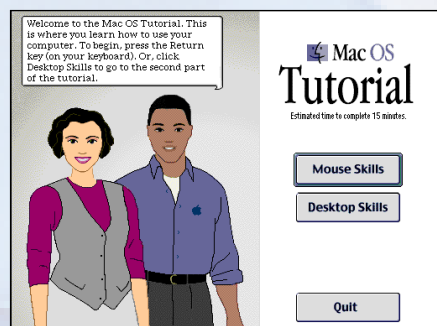 Welcome to the Mac OS Tutorial. This
is where you learn how to use your
computer. To begin, press the Return
key (on your keyboard). Or, click
Desktop Skills to go to the second part
of the tutorial.
Mac OS
Tutorial
Estimated time to complete 15 minutes.
Mouse Skills
Desktop Skills
Quit